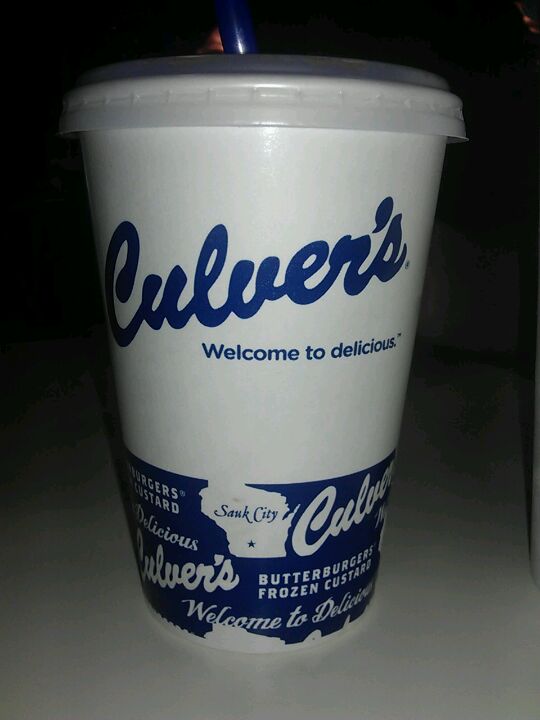 Culver's®
Welcome to delicious.™
BURGERS®
CUSTARD
Delicious
Sauk City
Culver's
Culver's
BUTTERBURGERS®
FROZEN CUSTARD
Welcome to Delicious